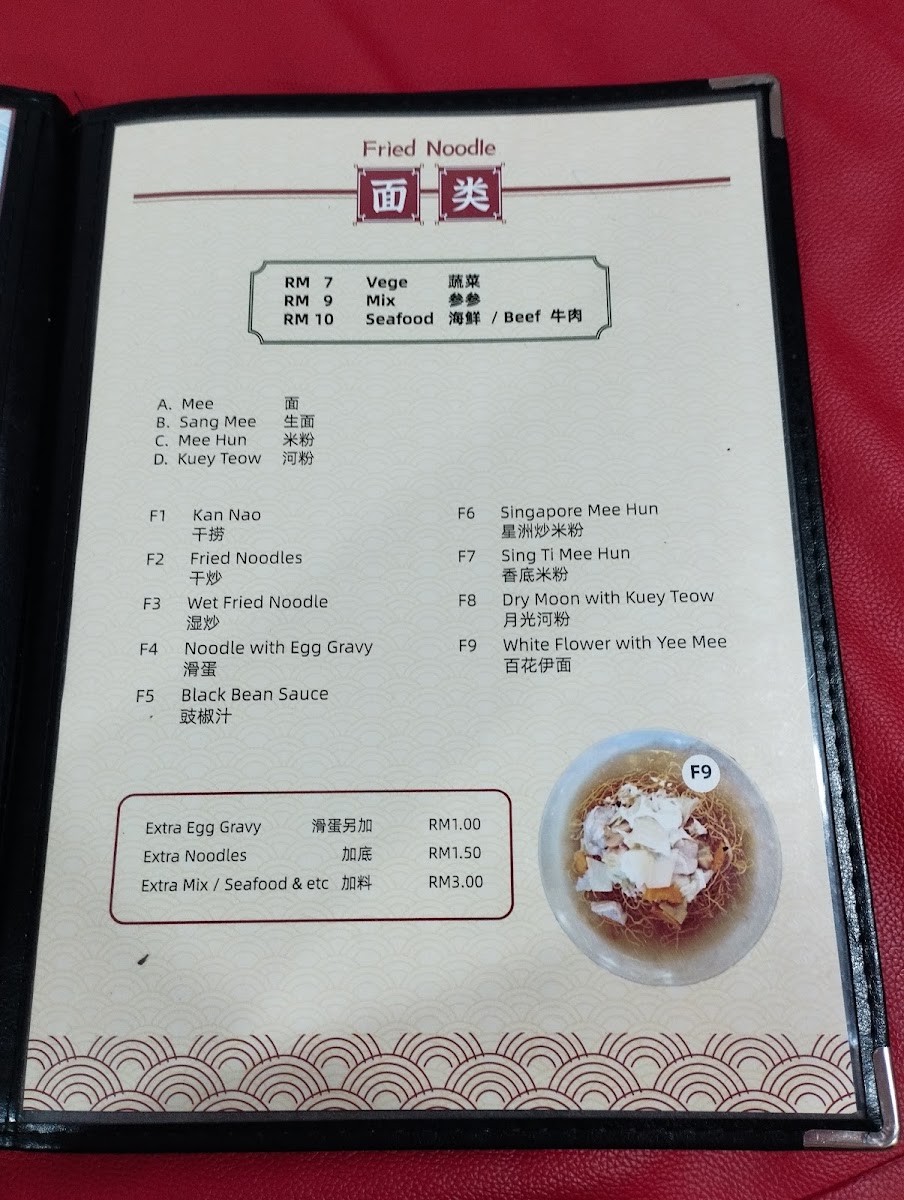 Fried Noodle
面类
RM 7 Vege 蔬菜
RM 9 Mix 参参
RM 10 Seafood 海鲜 / Beef 牛肉
A. Mee 面
B. Sang Mee 生面
C. Mee Hun 米粉
D. Kuey Teow 河粉
F1 Kan Nao
干捞
F2 Fried Noodles
干炒
F3 Wet Fried Noodle
湿炒
F4 Noodle with Egg Gravy
滑蛋
F5 Black Bean Sauce
豉椒汁
F6 Singapore Mee Hun
星洲炒米粉
F7 Sing Ti Mee Hun
香底米粉
F8 Dry Moon with Kuey Teow
月光河粉
F9 White Flower with Yee Mee
百花伊面
F9
Extra Egg Gravy 滑蛋另加 RM1.00
Extra Noodles 加底 RM1.50
Extra Mix / Seafood & etc 加料 RM3.00